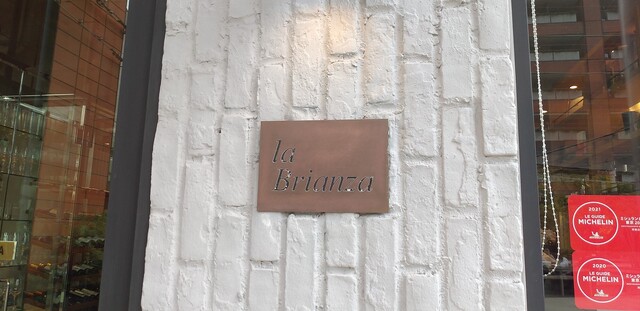 la
Brianza
2021
LE GUIDE
MICHELIN
2020
LE GUIDE
MICHELIN